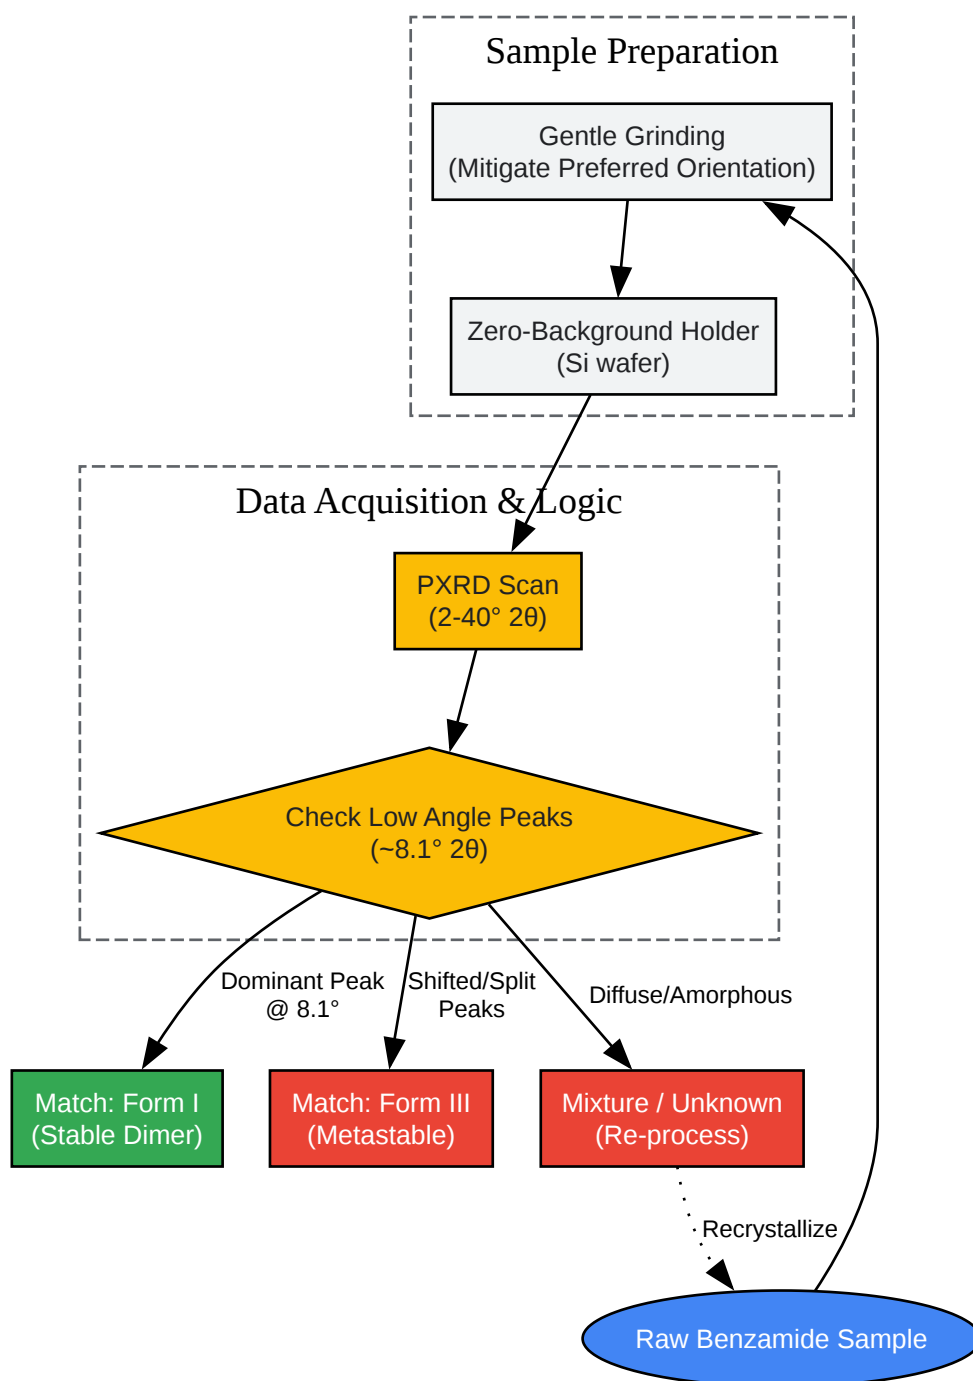 Sample Preparation
Gentle Grinding
(Mitigate Preferred Orientation)
Zero-Background Holder
(Si wafer)
Data Acquisition & Logic
PXRD Scan
(2-40° 2θ)
Check Low Angle Peaks
(~8.1° 2θ)
Dominant Peak
@ 8.1°
Shifted/Split
Peaks
Diffuse/Amorphous
Match: Form I
(Stable Dimer)
Match: Form III
(Metastable)
Mixture / Unknown
(Re-process)
Recrystallize
Raw Benzamide Sample